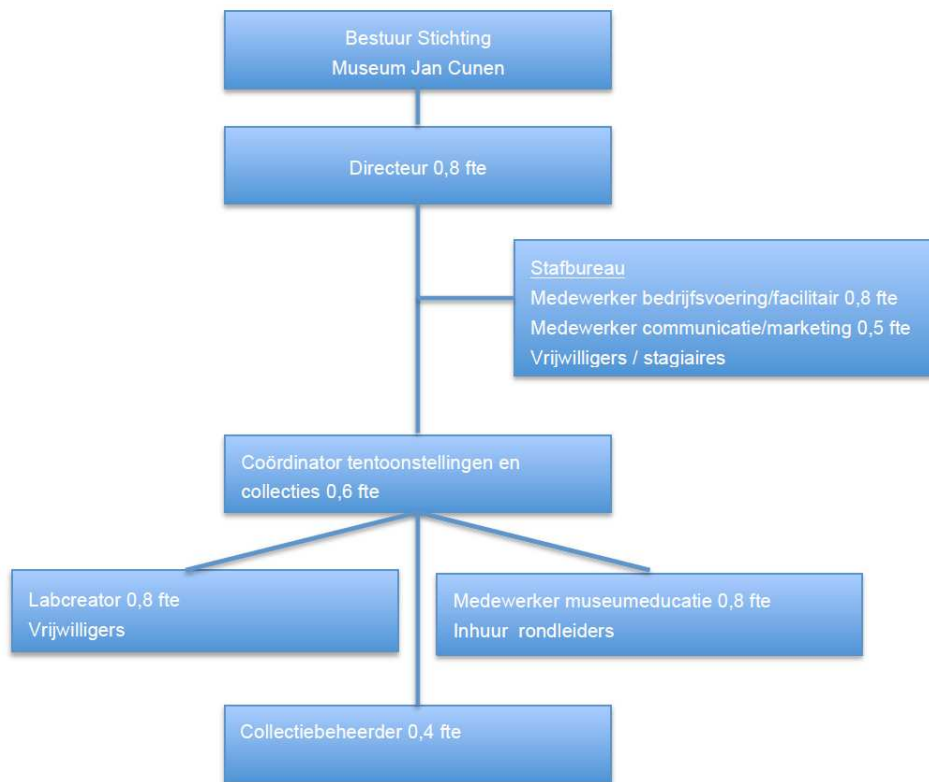 Bestuur Stichting
Museum Jan Cunen
Directeur 0,8 fte
Stafbureau
Medewerker bedrijfsvoering/facilitair 0,8 fte
Medewerker communicatie/marketing 0,5 fte
Vrijwilligers / stagiaires
Coördinator tentoonstellingen en
collecties 0,6 fte
Labcreator 0,8 fte
Vrijwilligers
Medewerker museumeducatie 0,8 fte
Inhuur rondleiders
Collectiebeheerder 0,4 fte